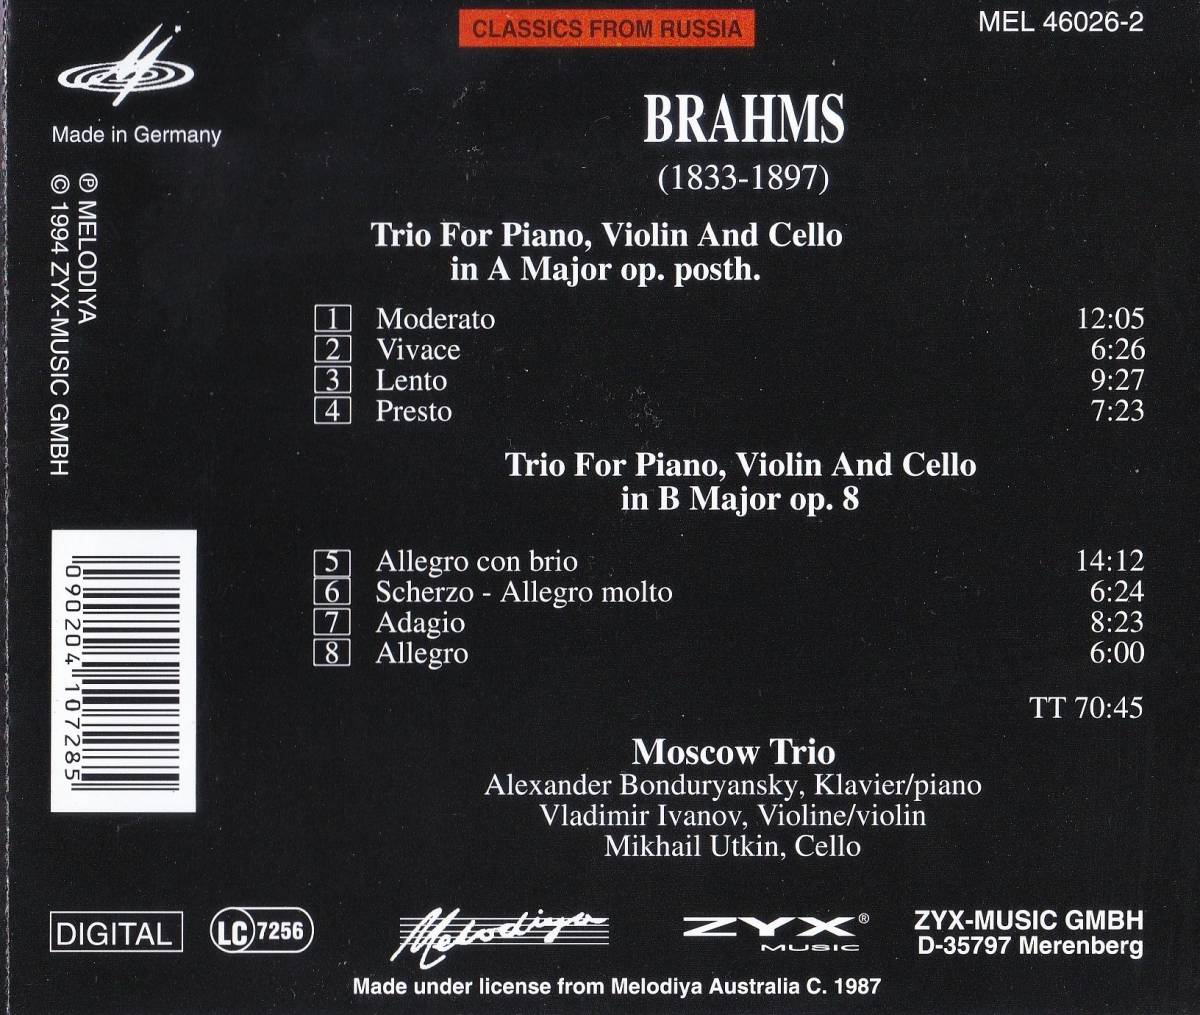 CLASSICS FROM RUSSIA
MEL 46026-2
Made in Germany
BRAHMS
(1833-1897)
℗ MELODIYA
© 1994 ZYX-MUSIC GMBH
Trio For Piano, Violin And Cello
in A Major op. posth.
1 Moderato 12:05
2 Vivace 6:26
3 Lento 9:27
4 Presto 7:23
Trio For Piano, Violin And Cello
in B Major op. 8
5 Allegro con brio 14:12
6 Scherzo - Allegro molto 6:24
7 Adagio 8:23
8 Allegro 6:00
TT 70:45
090204107285
Moscow Trio
Alexander Bonduryansky, Klavier/piano
Vladimir Ivanov, Violine/violin
Mikhail Utkin, Cello
DIGITAL
LC 7256
Melodiya
ZYX®
MUSIC
ZYX-MUSIC GMBH
D-35797 Merenberg
Made under license from Melodiya Australia C. 1987